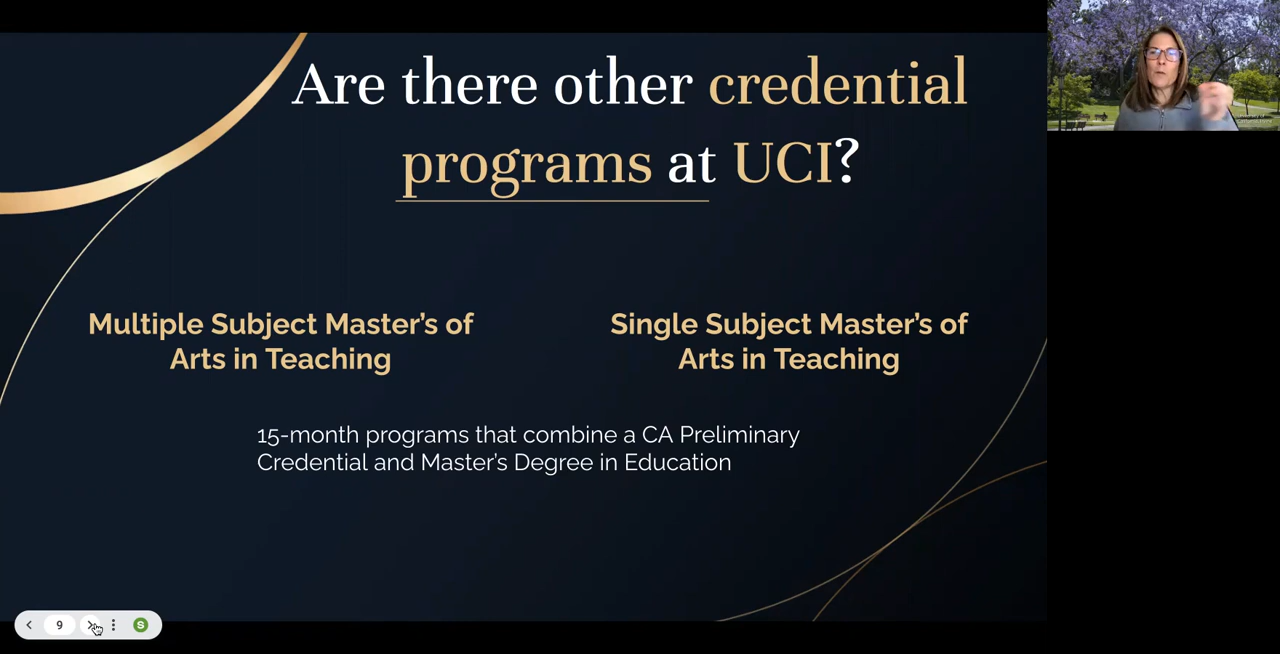 Are there other credential
programs at UCI?
Multiple Subject Master's of
Arts in Teaching
Single Subject Master's of
Arts in Teaching
15-month programs that combine a CA Preliminary
Credential and Master's Degree in Education
9
S